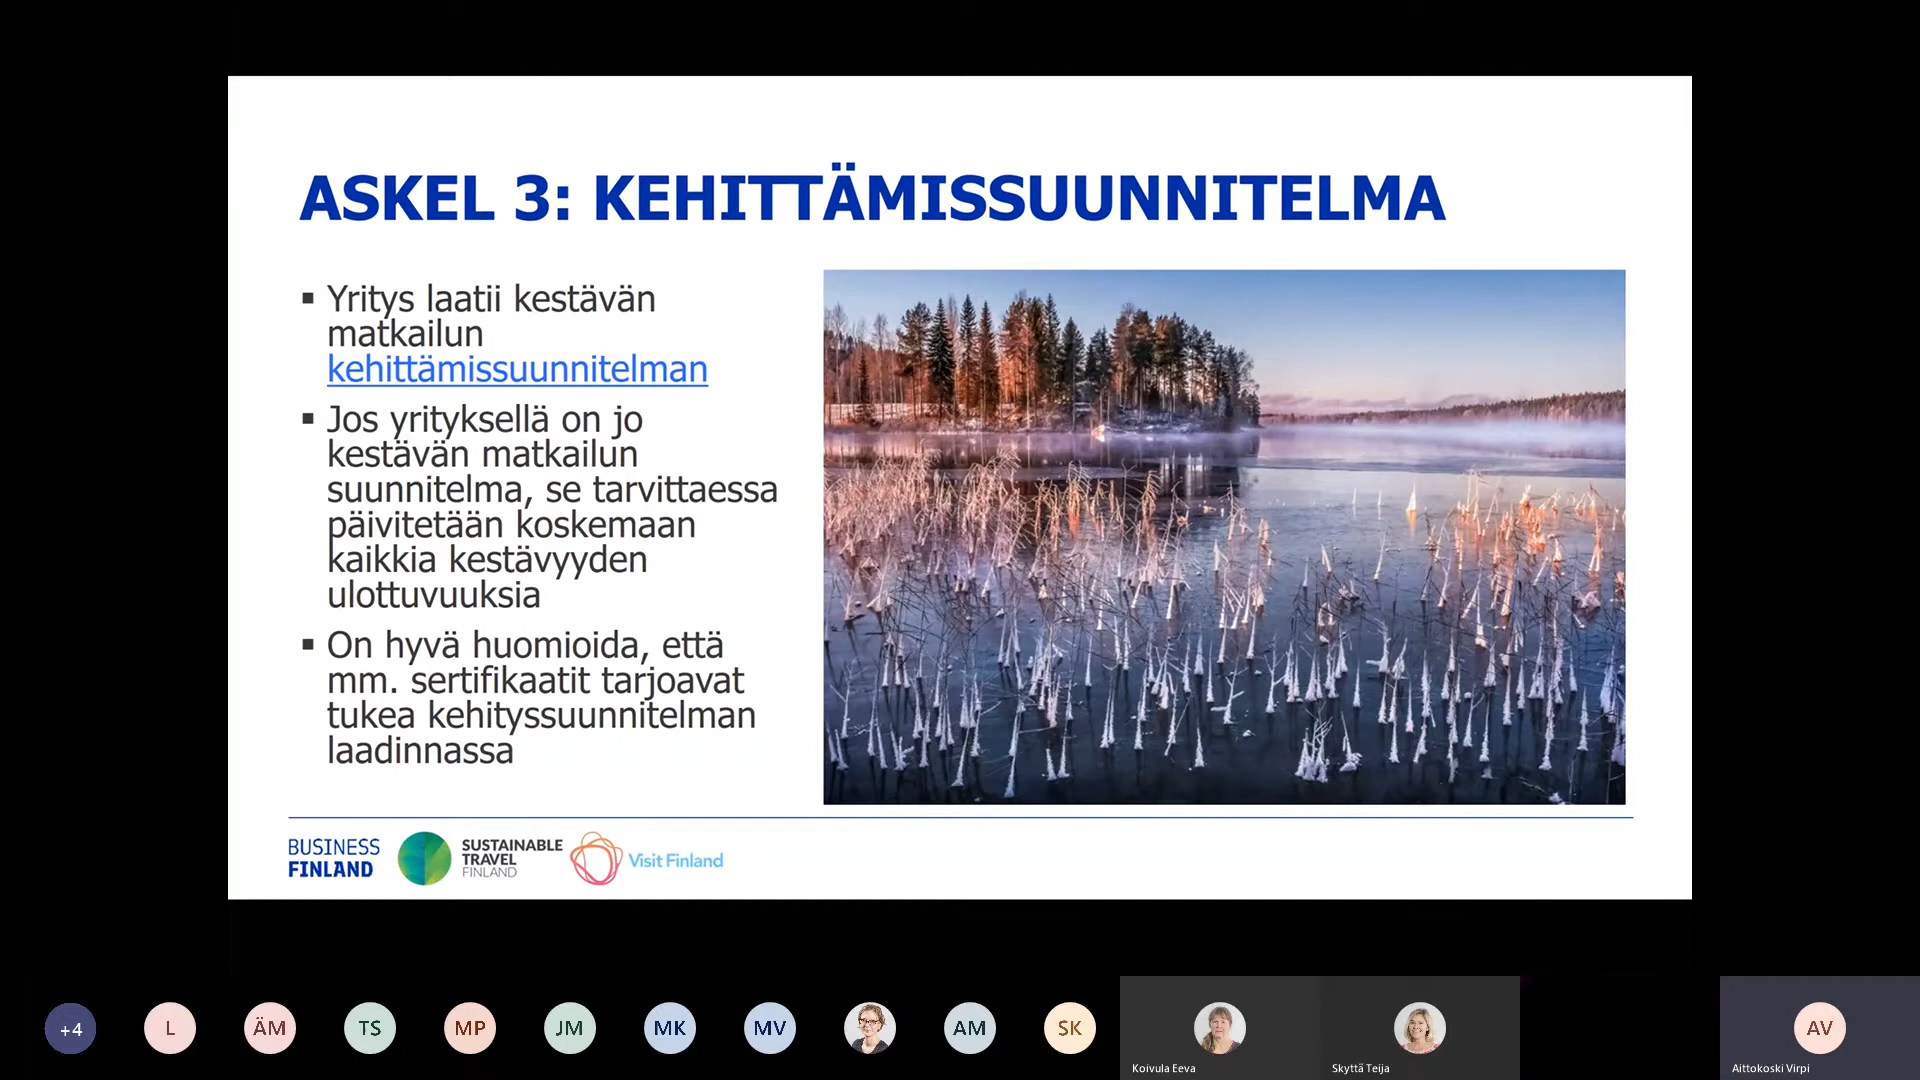 ASKEL 3: KEHITTÄMISSUUNNITELMA
▪ Yritys laatii kestävän
matkailun
kehittämissuunnitelman
▪ Jos yrityksellä on jo
kestävän matkailun
suunnitelma, se tarvittaessa
päivitetään koskemaan
kaikkia kestävyyden
ulottuvuuksia
▪ On hyvä huomioida, että
mm. sertifikaatit tarjoavat
tukea kehityssuunnitelman
laadinnassa
BUSINESS
FINLAND
SUSTAINABLE
TRAVEL
FINLAND
Visit Finland
+4
L
ÄM
TS
MP
JM
MK
MV
AM
SK
Koivula Eeva
Skyttä Teija
AV
Aittokoski Virpi